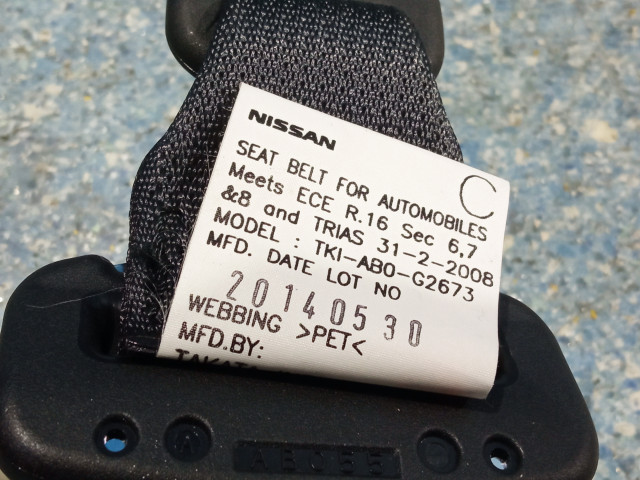 NISSAN
C
SEAT BELT FOR AUTOMOBILES
Meets ECE R.16 Sec 6,7
&8 and TRIAS 31-2-2008
MODEL : TKI-AB0-G2673
MFD. DATE LOT NO
20140530
WEBBING >PET<
MFD.BY: